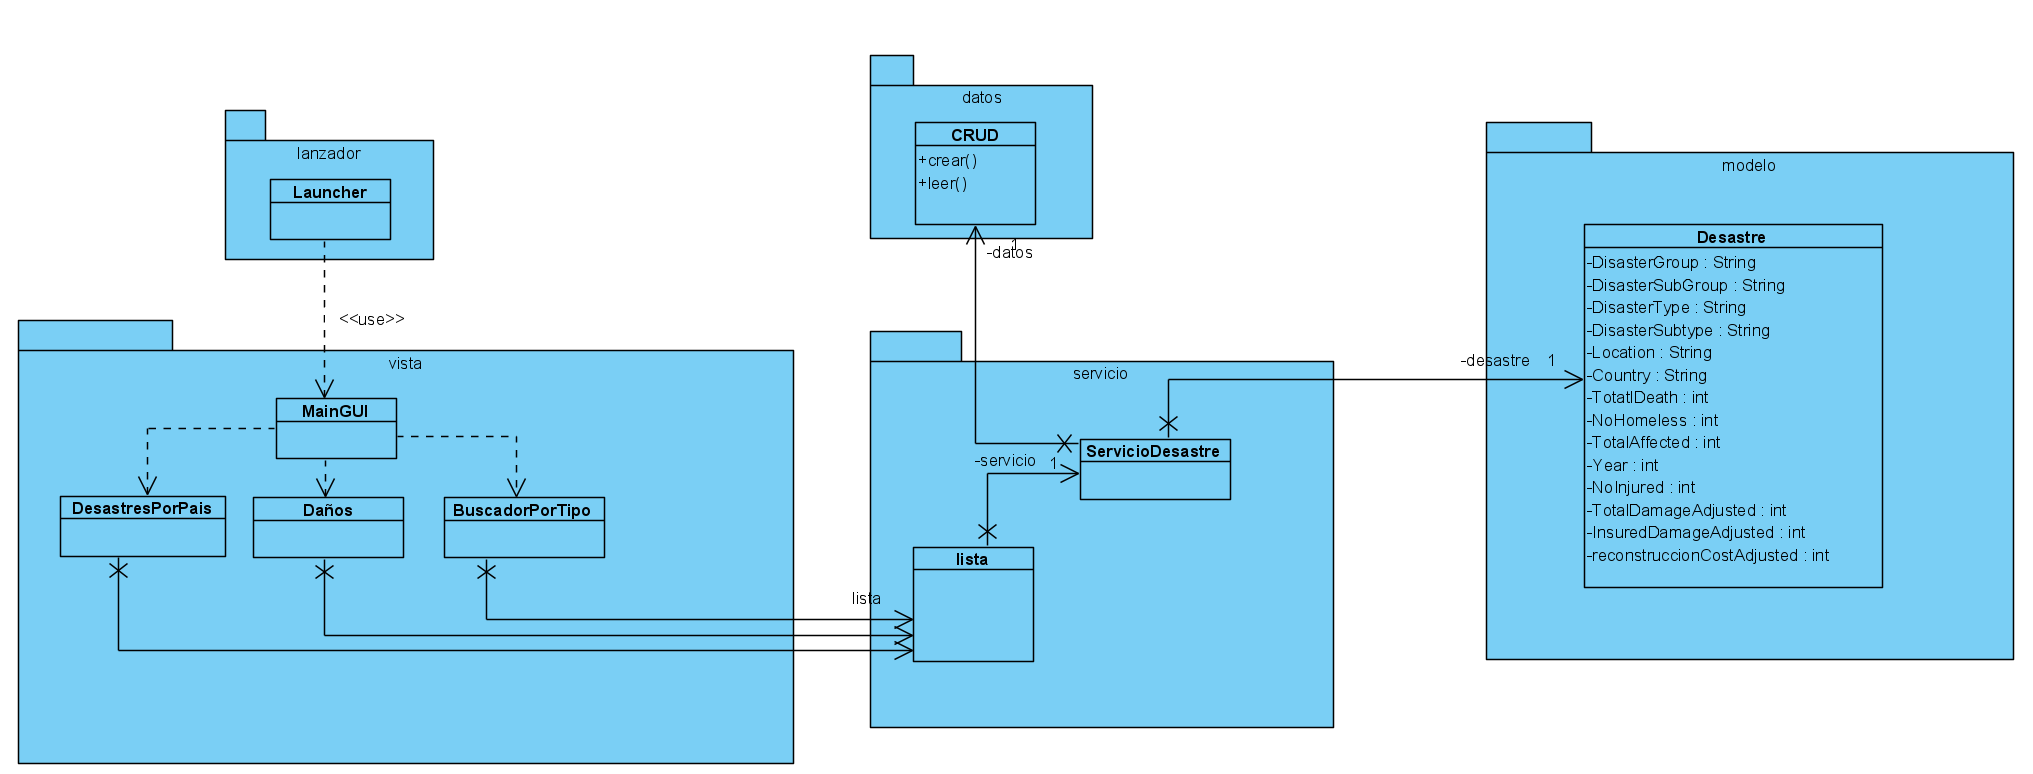 lanzador
Launcher
<<use>>
vista
MainGUI
DesastresPorPais
Daños
BuscadorPorTipo
datos
CRUD
+crear()
+leer()
1
-datos
servicio
ServicioDesastre
-servicio 1
lista
lista
-desastre 1
modelo
Desastre
-DisasterGroup : String
-DisasterSubGroup : String
-DisasterType : String
-DisasterSubtype : String
-Location : String
-Country : String
-TotatlDeath : int
-NoHomeless : int
-TotalAffected : int
-Year : int
-NoInjured : int
-TotalDamageAdjusted : int
-InsuredDamageAdjusted : int
-reconstruccionCostAdjusted : int